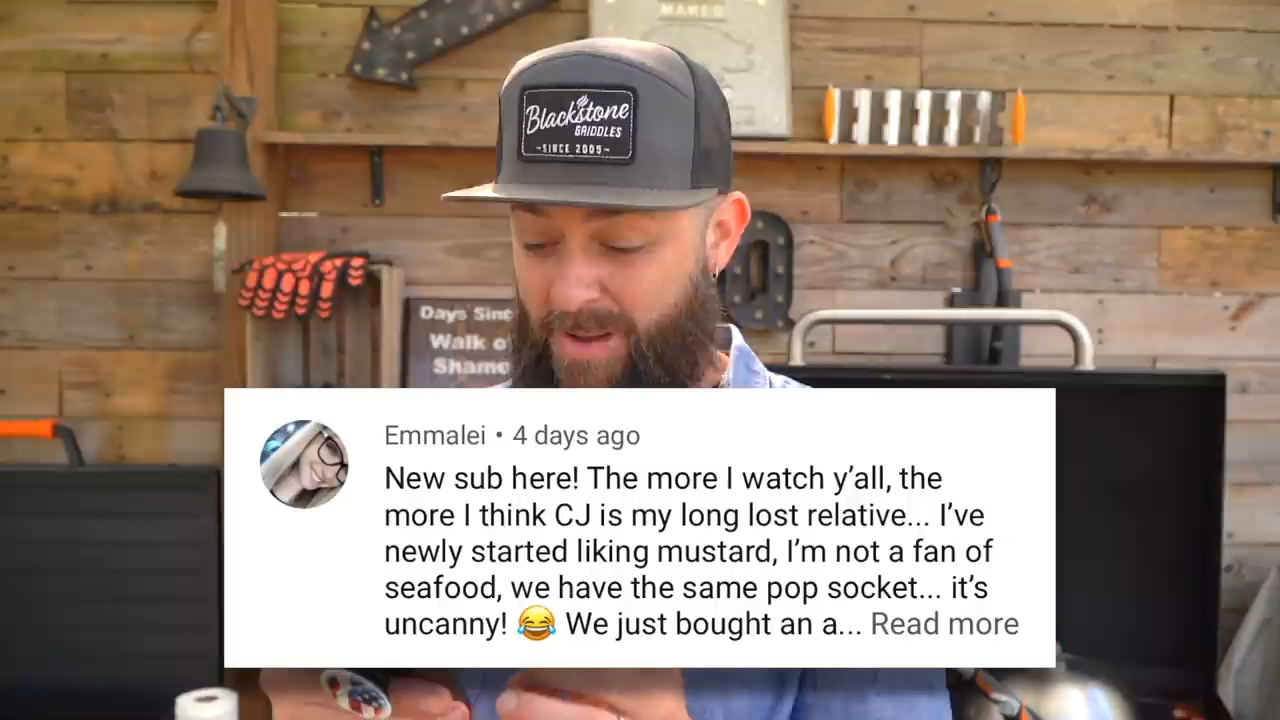 MAKER
Blackstone
GRIDDLES
~SINCE 2005~
Days Sinc
Walk o
Shame
Emmalei • 4 days ago
New sub here! The more I watch y’all, the
more I think CJ is my long lost relative... I’ve
newly started liking mustard, I’m not a fan of
seafood, we have the same pop socket... it’s
uncanny! 😂 We just bought an a... Read more